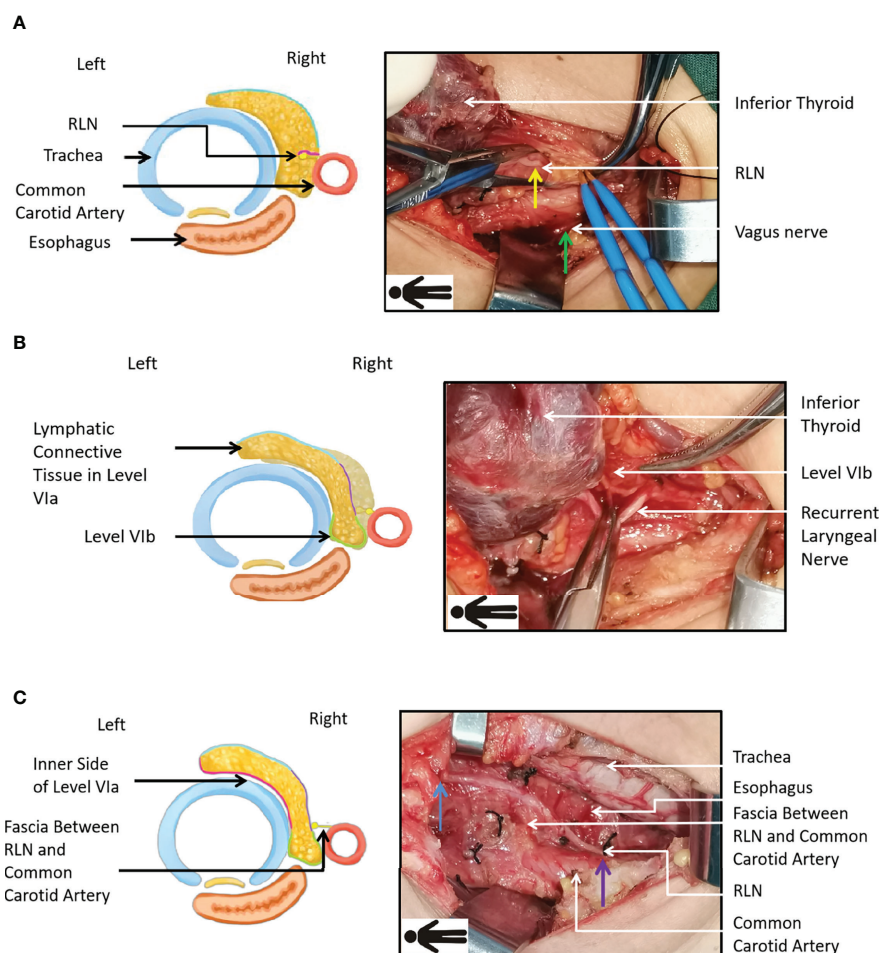 A
Left
Right
RLN
Trachea
Common
Carotid Artery
Esophagus
Inferior Thyroid
RLN
Vagus nerve
B
Left
Right
Lymphatic
Connective
Tissue in Level
VIa
Level VIb
Inferior
Thyroid
Level VIb
Recurrent
Laryngeal
Nerve
C
Left
Right
Inner Side
of Level VIa
Fascia Between
RLN and
Common
Carotid Artery
Trachea
Esophagus
Fascia Between
RLN and Common
Carotid Artery
RLN
Common
Carotid Artery